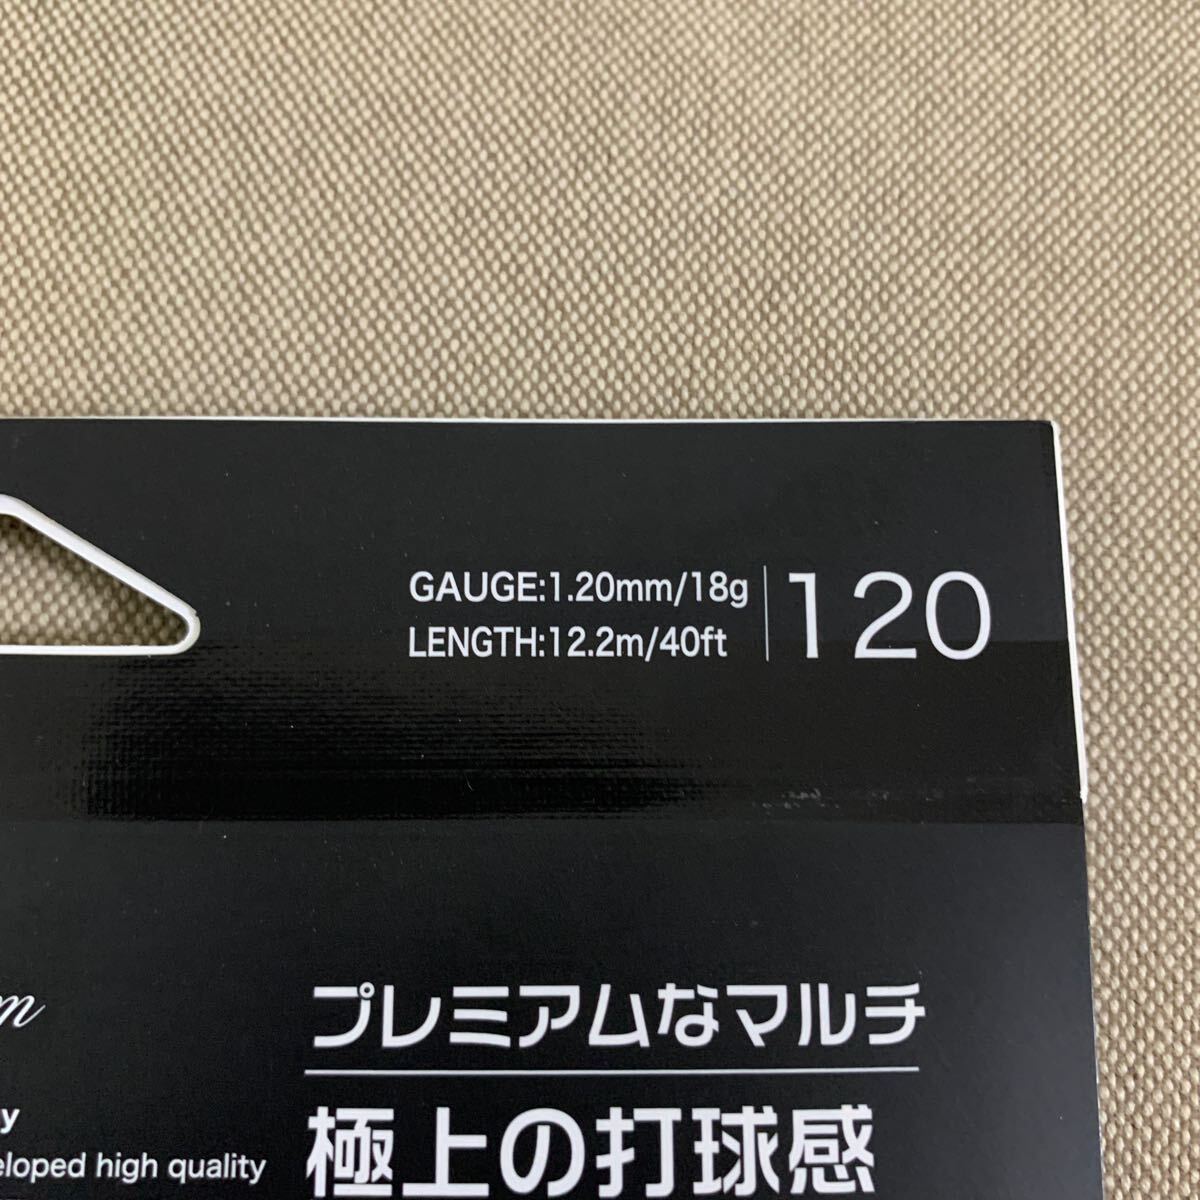 GAUGE:1.20mm/18g
LENGTH:12.2m/40ft
120
プレミアムなマルチ
極上の打球感
high quality